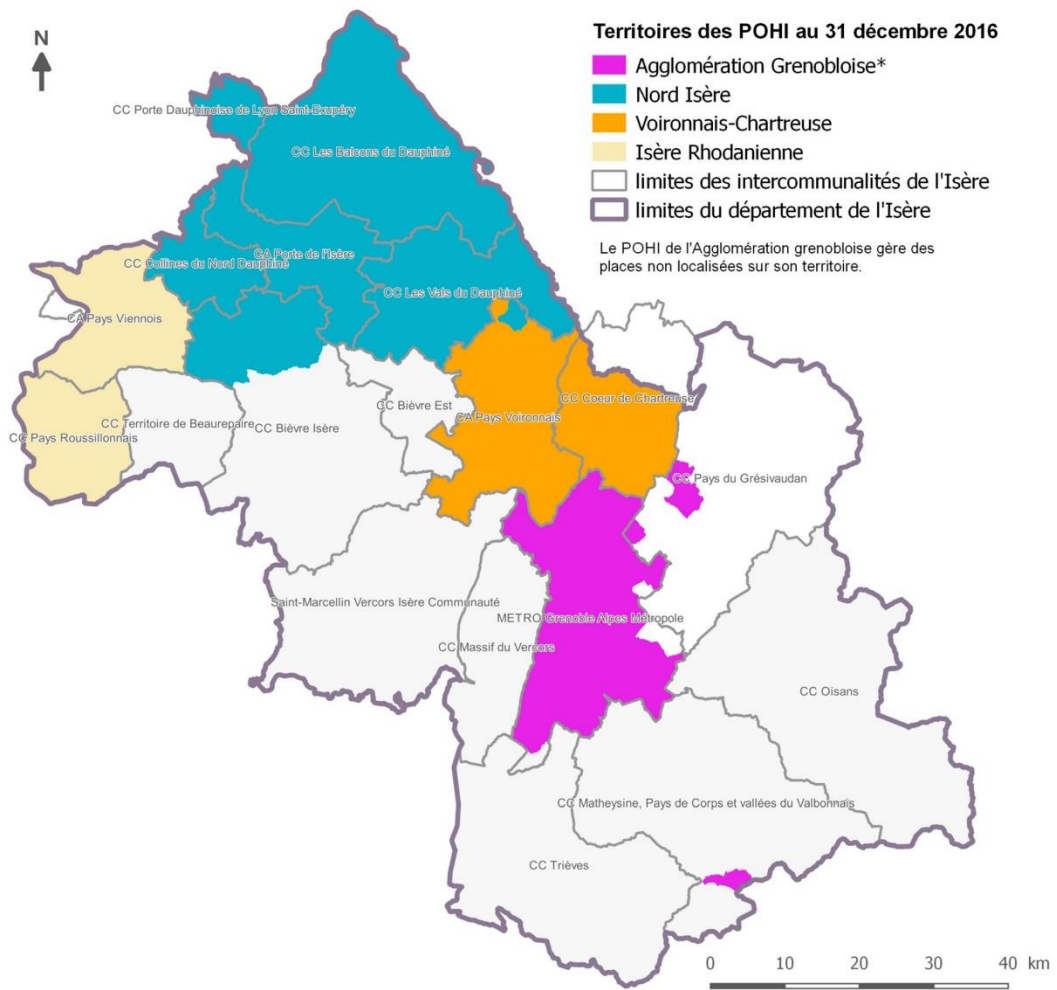 Territoires des POHI au 31 décembre 2016
Agglomération Grenobloise*
Nord Isère
Voironnais-Chartreuse
Isère Rhodanienne
limites des intercommunalités de l'Isère
limites du département de l'Isère
Le POHI de l'Agglomération grenobloise gère des
places non localisées sur son territoire.
N
CC Porte Dauphinoise de Lyon Saint-Exupéry
CC Les Balcons du Dauphiné
CA Porte de l'Isère
CC Collines du Nord Dauphiné
CC Les Vals du Dauphiné
CA Pays Viennois
CC Bièvre Est
CC Coeur de Chartreuse
CA Pays Voironnais
CC Territoire de Beaurepaire
CC Bièvre Isère
CC Pays Roussillonnais
CC Pays du Grésivaudan
Saint-Marcellin Vercors Isère Communauté
METRO Grenoble Alpes Métropole
CC Massif du Vercors
CC Oisans
CC Matheysine, Pays de Corps et vallées du Valbonnais
CC Trièves
0 10 20 30 40 km